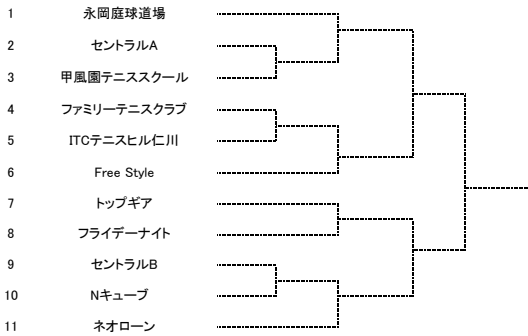 1 永岡庭球道場
2 セントラルA
3 甲風園テニススクール
4 ファミリーテニスクラブ
5 ITCテニスヒル仁川
6 Free Style
7 トップギア
8 フライデーナイト
9 セントラルB
10 Nキューブ
11 ネオローン